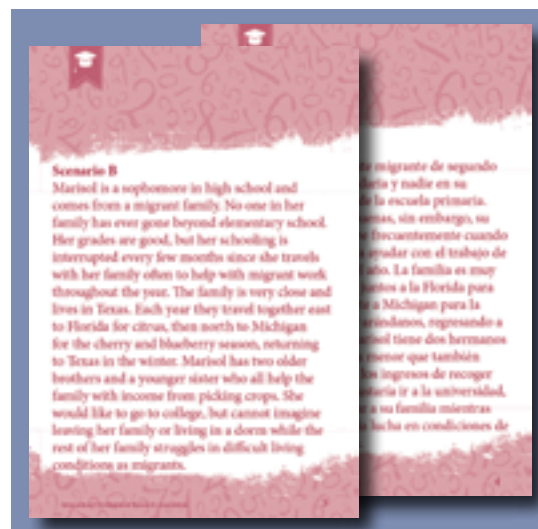 Scenario B
Marisol is a sophomore in high school and
comes from a migrant family. No one in her
family has ever gone beyond elementary school.
Her grades are good, but her schooling is
interrupted every few months since she travels
with her family often to help with migrant work
throughout the year. The family is very close and
lives in Texas. Each year they travel together east
to Florida for citrus, then north to Michigan
for the cherry and blueberry season, returning
to Texas in the winter. Marisol has two older
brothers and a younger sister who all help the
family with income from picking crops. She
would like to go to college, but cannot imagine
leaving her family or living in a dorm while the
rest of her family struggles in difficult living
conditions as migrants.
3
migrante de segundo
y nadie en su
la escuela primaria.
sin embargo, su
frecuentemente cuando
ayudar con el trabajo de
año. La familia es muy
juntos a la Florida para
a Michigan para la
arándanos, regresando a
tiene dos hermanos
menor que también
los ingresos de recoger
ir a la universidad,
a su familia mientras
lucha en condiciones de
4